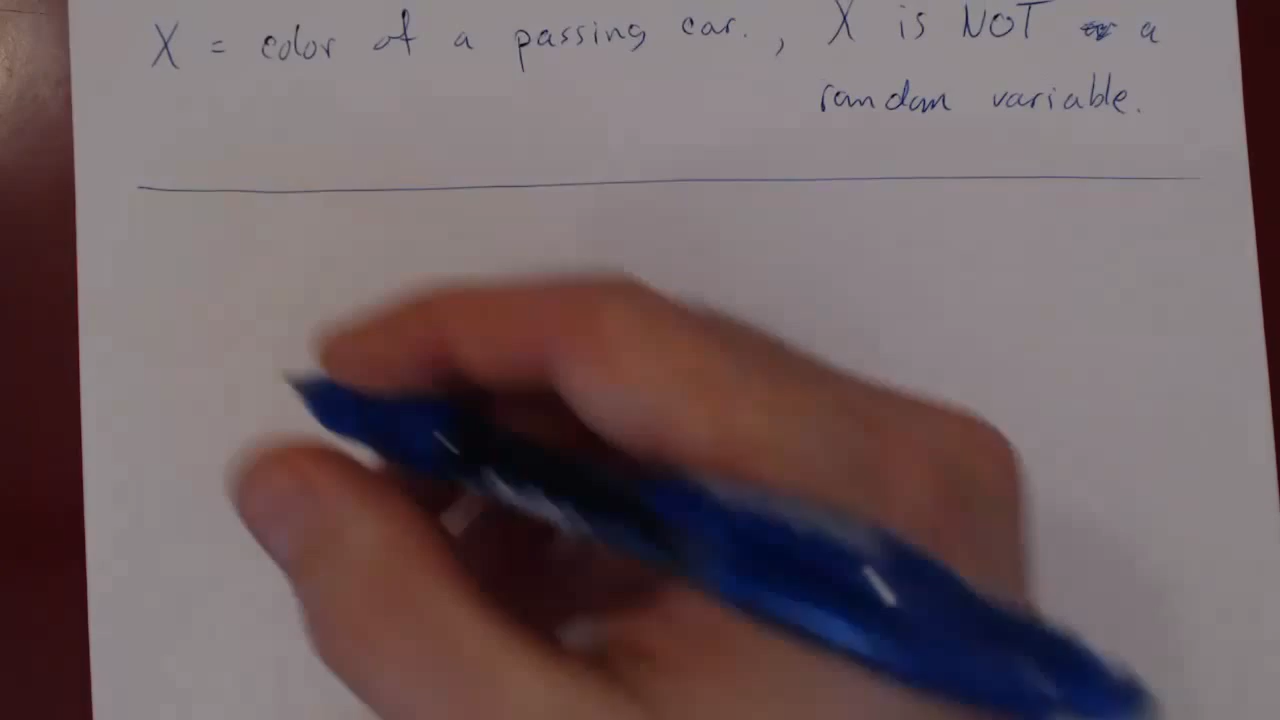 X = color of a passing car. , X is NOT a
random variable.